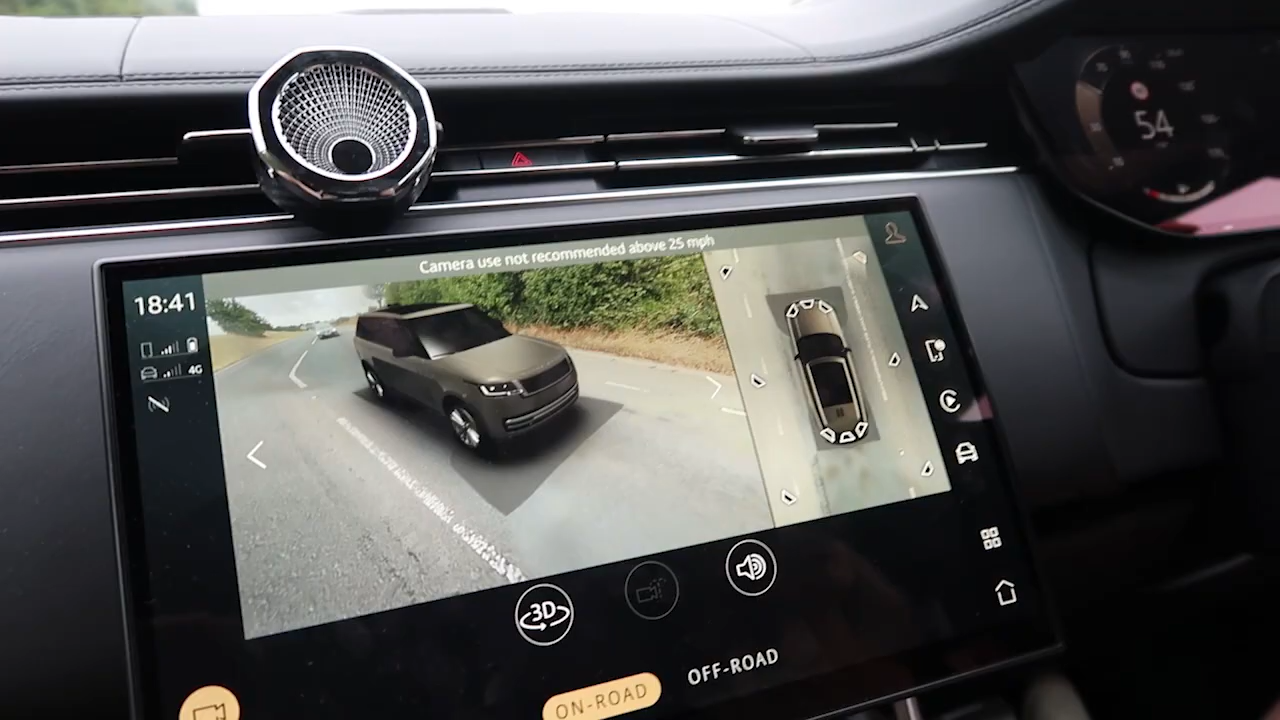 Camera use not recommended above 25 mph
18:41
4G
54
3D
ON-ROAD
OFF-ROAD